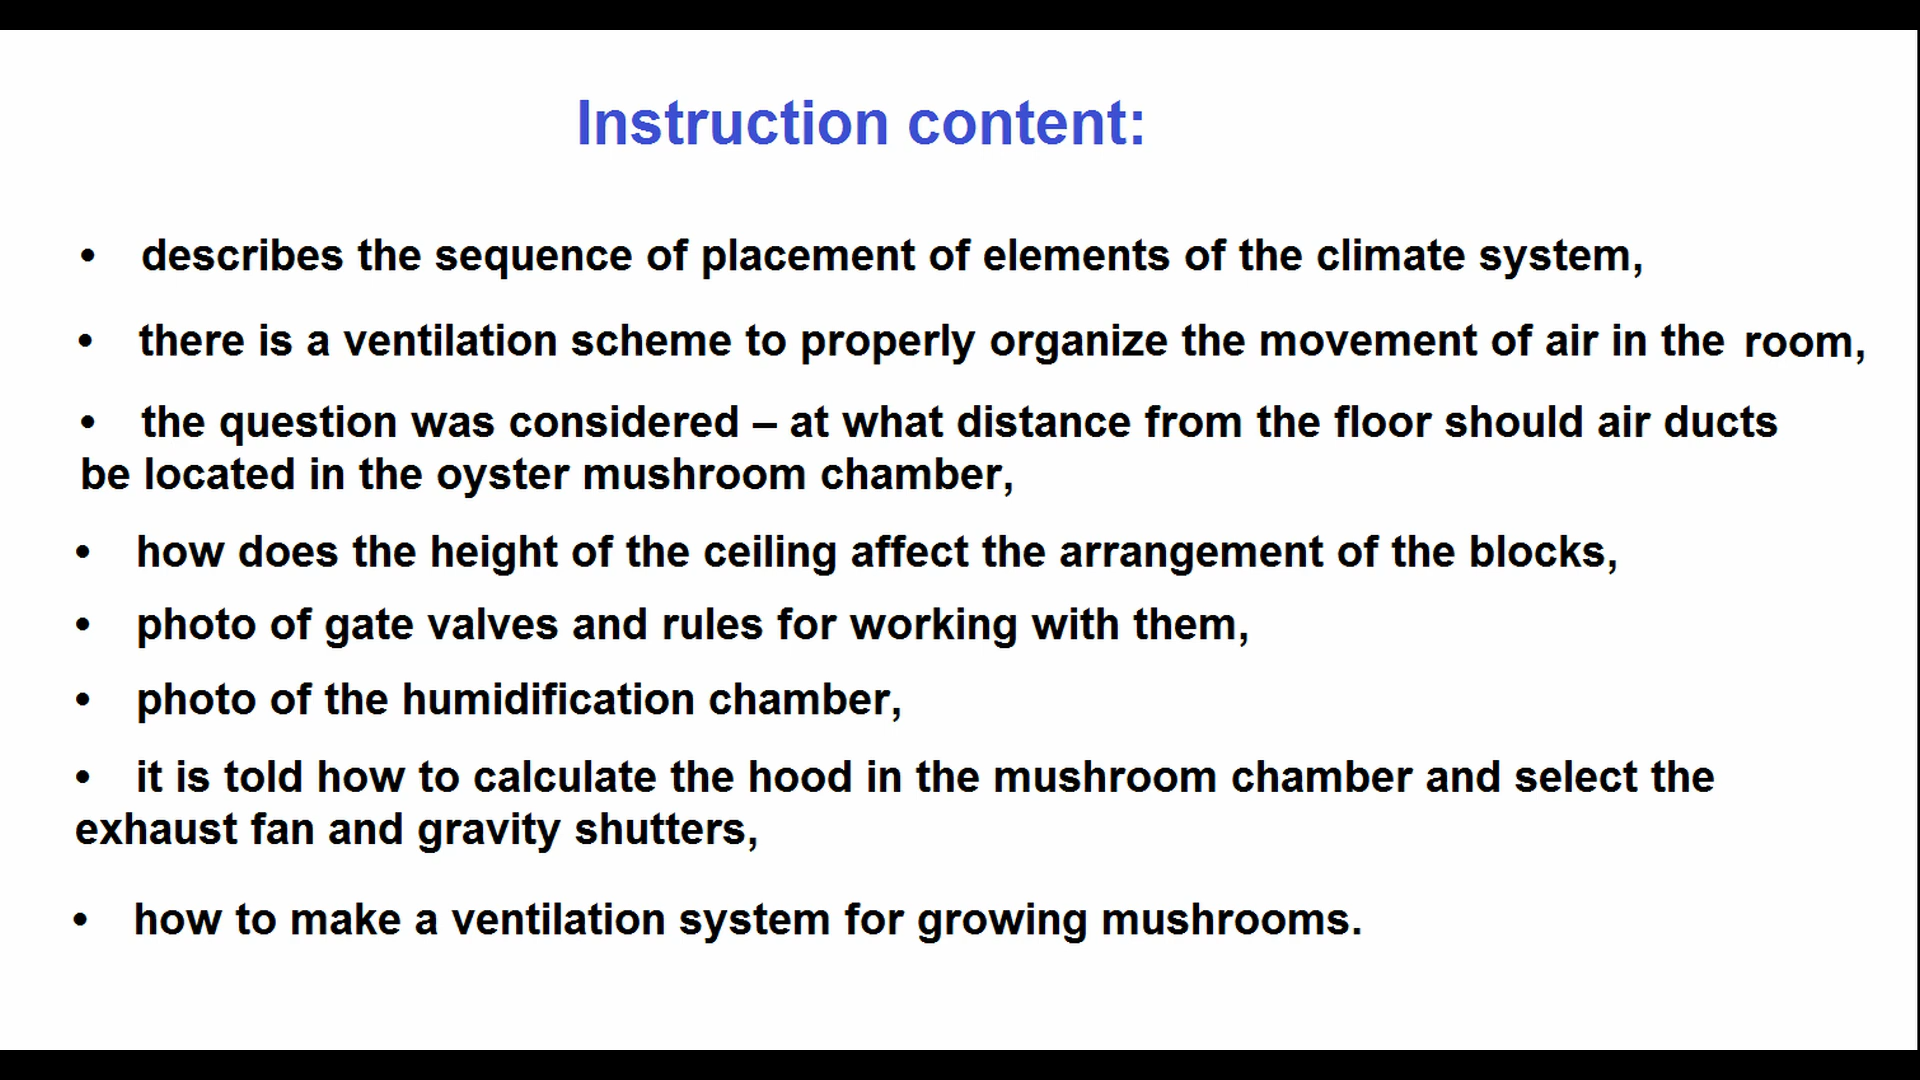 Instruction content:
• describes the sequence of placement of elements of the climate system,
• there is a ventilation scheme to properly organize the movement of air in the room,
• the question was considered – at what distance from the floor should air ducts
be located in the oyster mushroom chamber,
• how does the height of the ceiling affect the arrangement of the blocks,
• photo of gate valves and rules for working with them,
• photo of the humidification chamber,
• it is told how to calculate the hood in the mushroom chamber and select the
exhaust fan and gravity shutters,
• how to make a ventilation system for growing mushrooms.